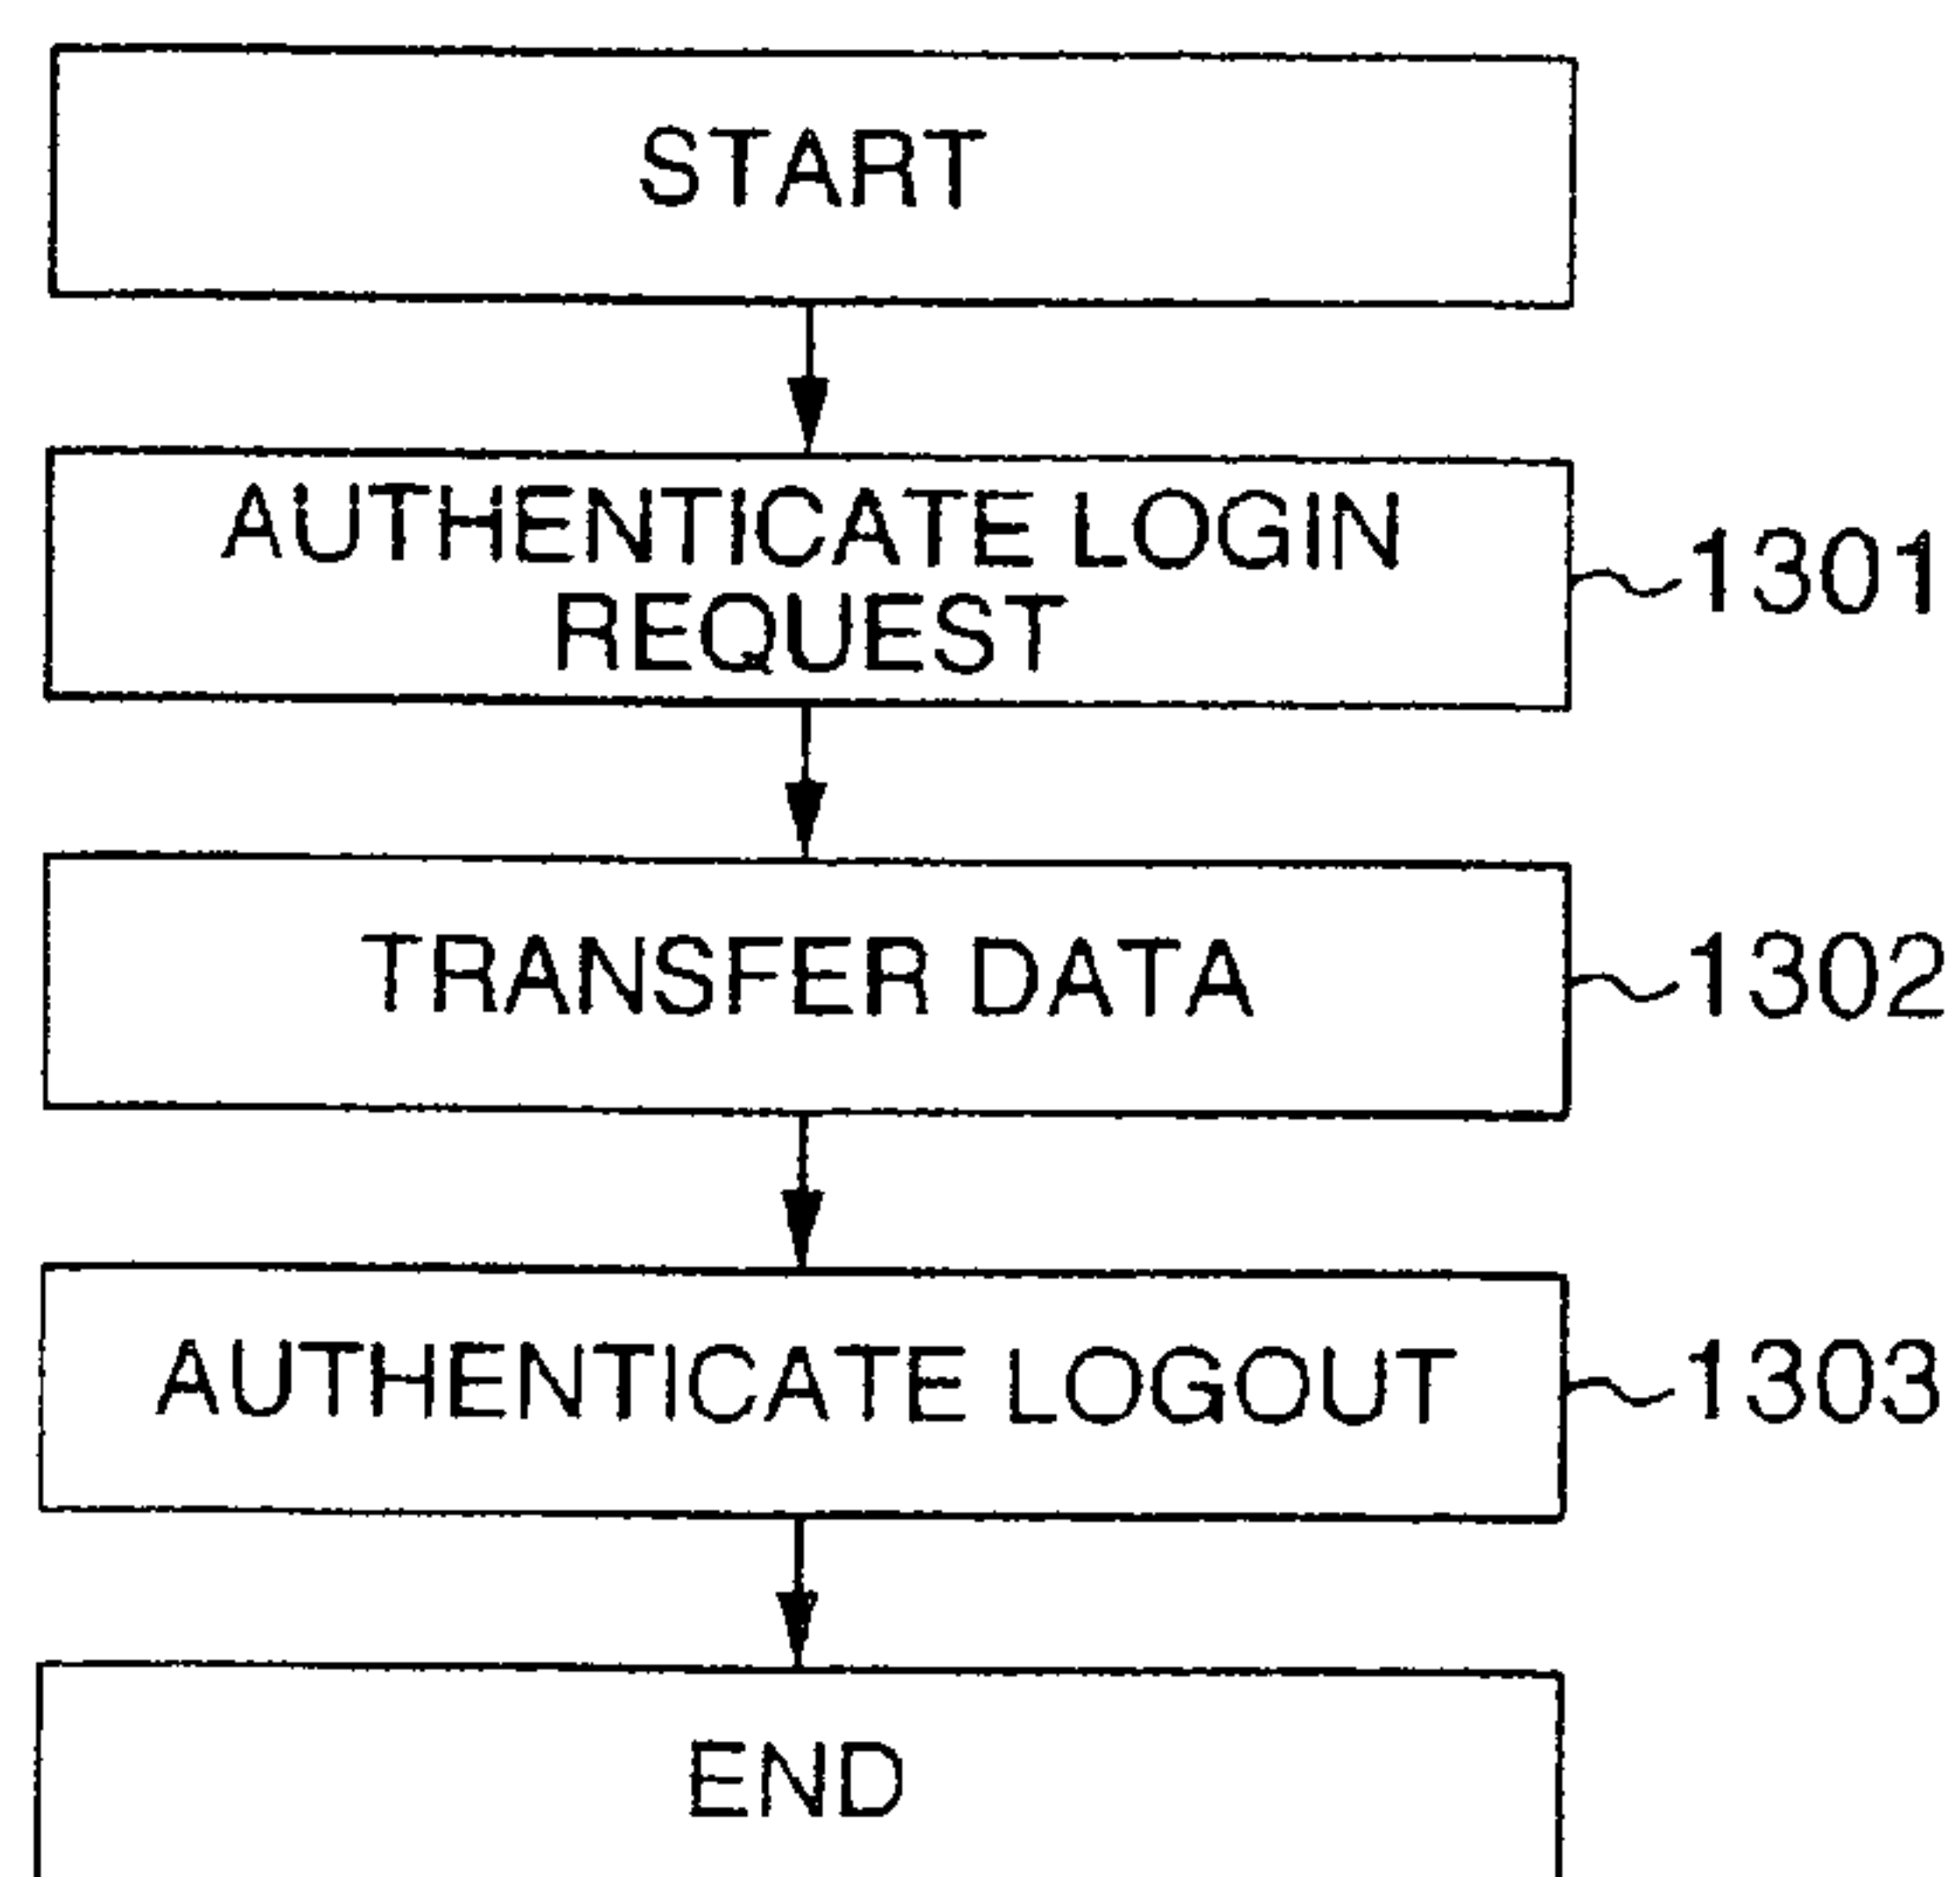 START
AUTHENTICATE LOGIN
REQUEST
1301
TRANSFER DATA
1302
AUTHENTICATE LOGOUT
1303
END